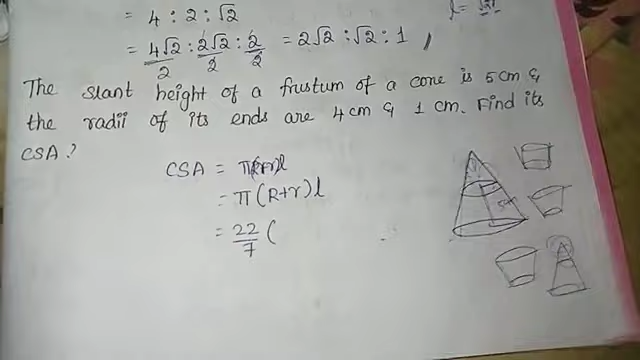 = 4 : 2 : √2
= 4√2/2 : 2√2/2 : 2/2 = 2√2 : √2 : 1
The slant height of a frustum of a cone is 5cm &
the radii of its ends are 4cm & 1 cm. Find its
CSA?
CSA =
= π(R+r)l
= 22/7 (